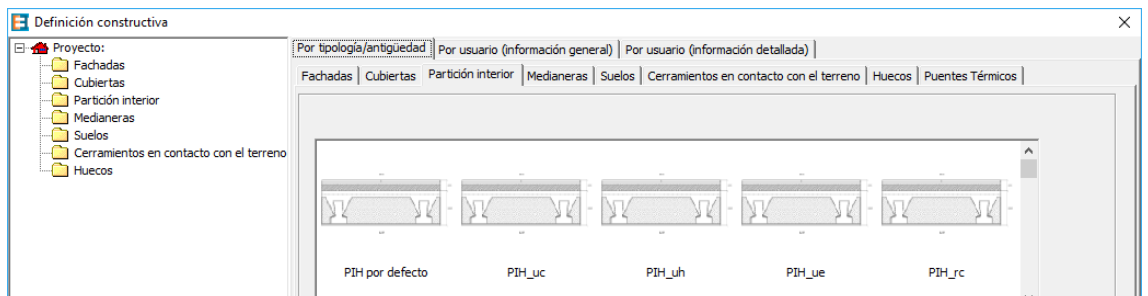 Definición constructiva
Proyecto:
Fachadas
Cubiertas
Partición interior
Medianeras
Suelos
Cerramientos en contacto con el terreno
Huecos
Por tipología/antigüedad Por usuario (información general) Por usuario (información detallada)
Fachadas Cubiertas Partición interior Medianeras Suelos Cerramientos en contacto con el terreno Huecos Puentes Térmicos
PIH por defecto PIH_uc PIH_uh PIH_ue PIH_rc